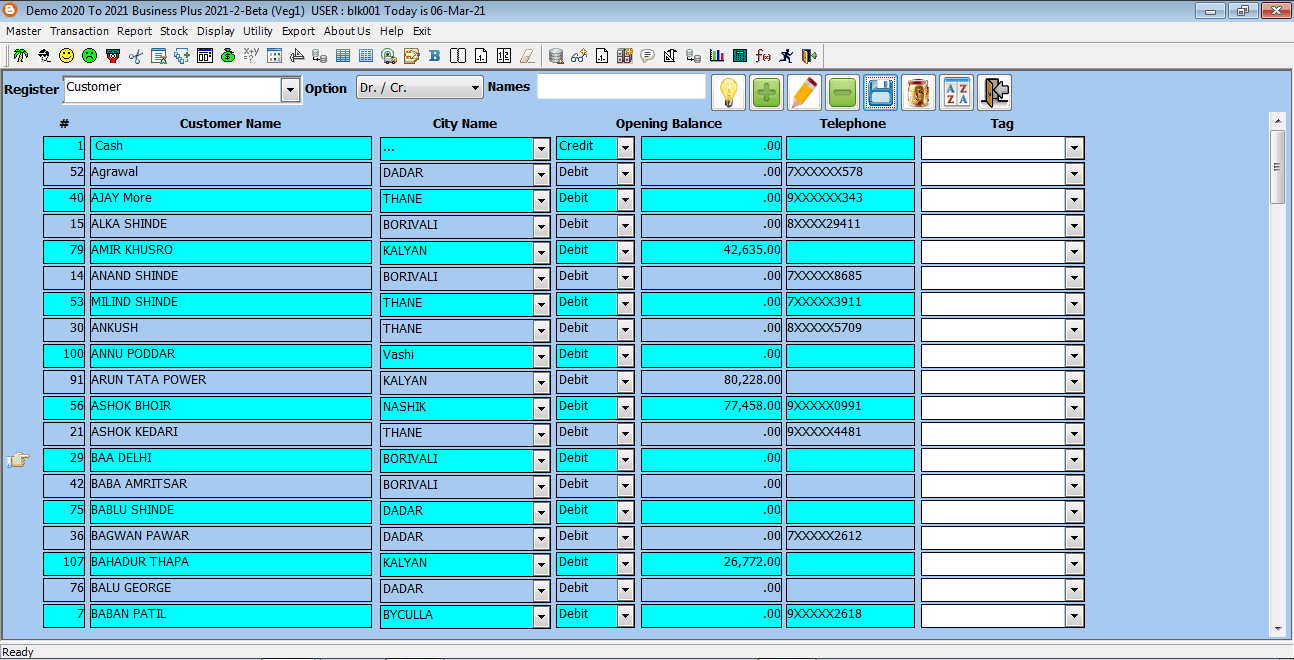 Demo 2020 To 2021 Business Plus 2021-2-Beta (Veg1) USER : blk001 Today is 06-Mar-21
Master Transaction Report Stock Display Utility Export About Us Help Exit
Register Customer Option Dr. / Cr. Names
# Customer Name City Name Opening Balance Telephone Tag
1 Cash ... Credit .00
52 Agrawal DADAR Debit .00 7XXXXXX578
40 AJAY More THANE Debit .00 9XXXXXX343
15 ALKA SHINDE BORIVALI Debit .00 8XXXX29411
79 AMIR KHUSRO KALYAN Debit 42,635.00
14 ANAND SHINDE BORIVALI Debit .00 7XXXXX8685
53 MILIND SHINDE THANE Debit .00 7XXXXX3911
30 ANKUSH THANE Debit .00 8XXXXX5709
100 ANNU PODDAR Vashi Debit .00
91 ARUN TATA POWER KALYAN Debit 80,228.00
56 ASHOK BHOIR NASHIK Debit 77,458.00 9XXXXX0991
21 ASHOK KEDARI THANE Debit .00 9XXXXX4481
29 BAA DELHI BORIVALI Debit .00
42 BABA AMRITSAR BORIVALI Debit .00
75 BABLU SHINDE DADAR Debit .00
36 BAGWAN PAWAR DADAR Debit .00 7XXXXX2612
107 BAHADUR THAPA KALYAN Debit 26,772.00
76 BALU GEORGE DADAR Debit .00
7 BABAN PATIL BYCULLA Debit .00 9XXXXX2618
Ready